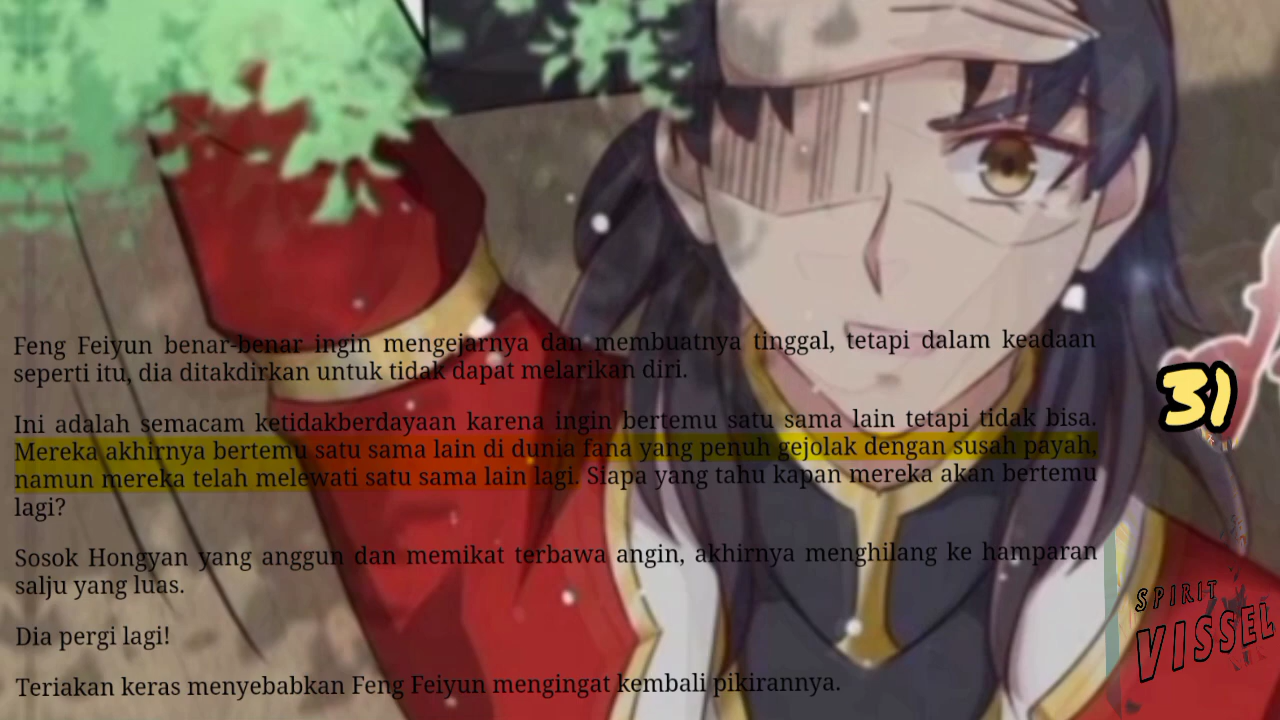 Feng Feiyun benar-benar ingin mengejarnya dan membuatnya tinggal, tetapi dalam keadaan
seperti itu, dia ditakdirkan untuk tidak dapat melarikan diri.
Ini adalah semacam ketidakberdayaan karena ingin bertemu satu sama lain tetapi tidak bisa.
Mereka akhirnya bertemu satu sama lain di dunia fana yang penuh gejolak dengan susah payah,
namun mereka telah melewati satu sama lain lagi. Siapa yang tahu kapan mereka akan bertemu
lagi?
Sosok Hongyan yang anggun dan memikat terbawa angin, akhirnya menghilang ke hamparan
salju yang luas.
Dia pergi lagi!
Teriakan keras menyebabkan Feng Feiyun mengingat kembali pikirannya.
31
SPIRIT
VISSEL